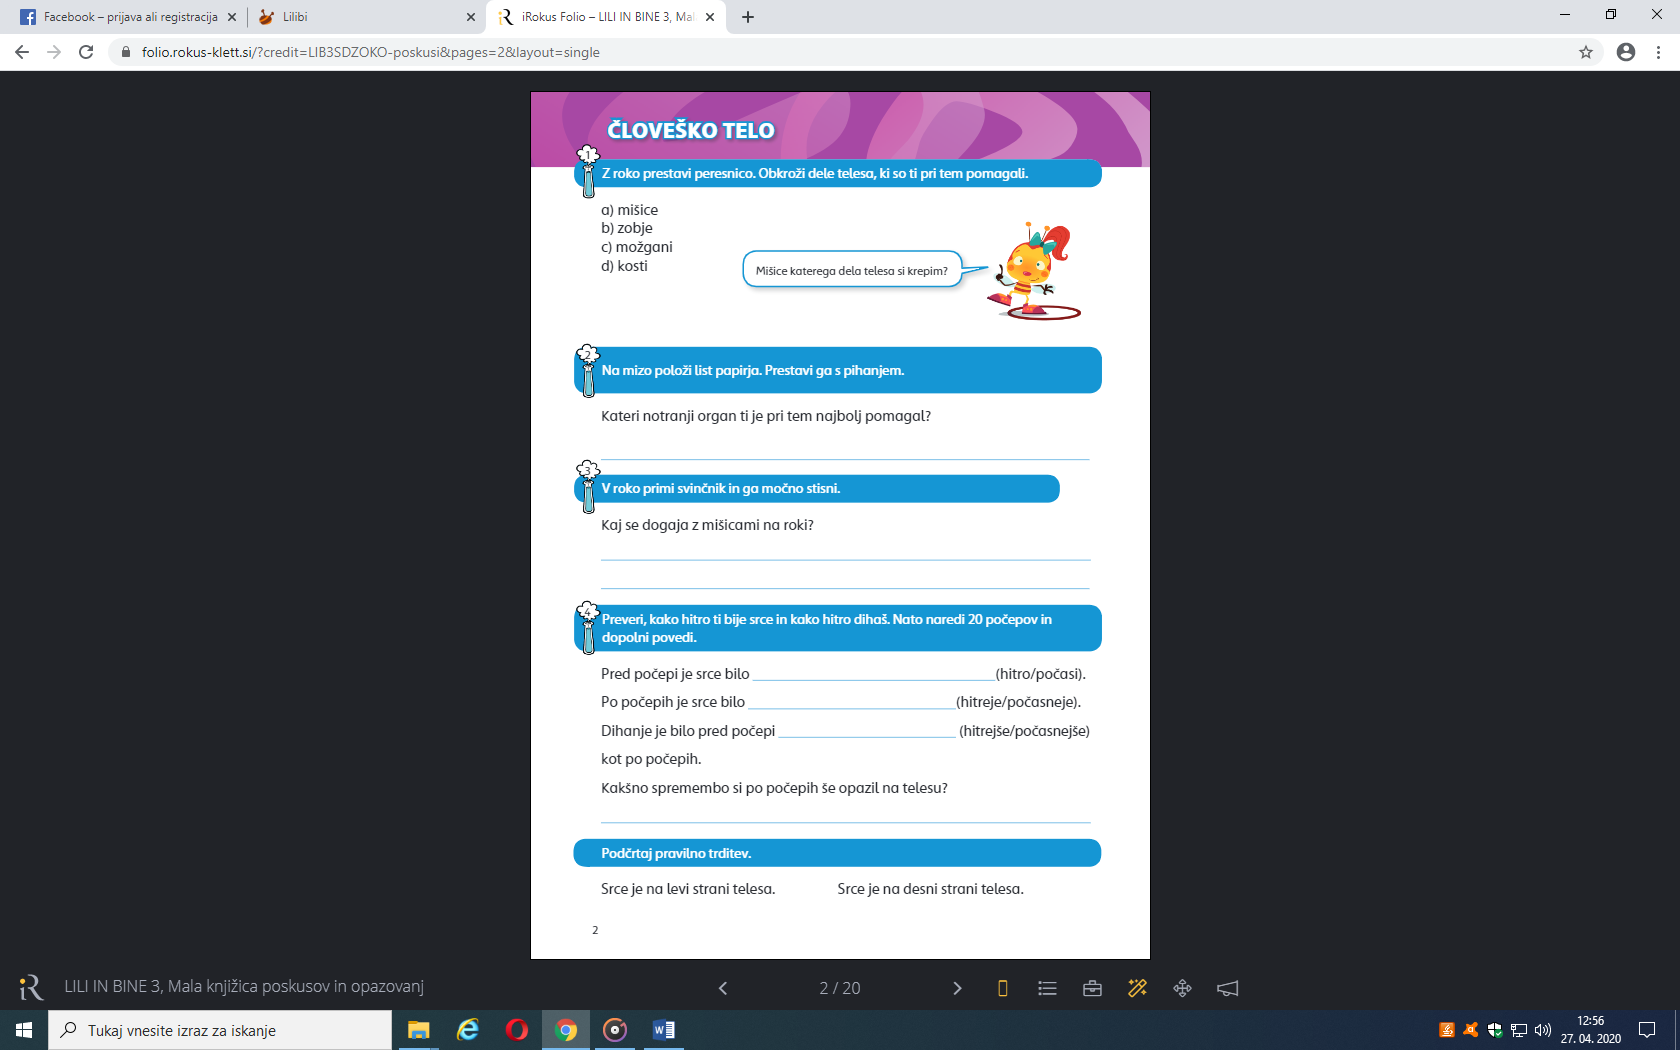 Facebook – prijava ali registracija
Lilibi
iRokus Folio – LILI IN BINE 3, Mal
folio.rokus-klett.si/?credit=LIB3SDZOKO-poskusi&pages=2&layout=single
ČLOVEŠKO TELO
1
Z roko prestavi peresnico. Obkroži dele telesa, ki so ti pri tem pomagali.
a) mišice
b) zobje
c) možgani
d) kosti
Mišice katerega dela telesa si krepim?
2
Na mizo položi list papirja. Prestavi ga s pihanjem.
Kateri notranji organ ti je pri tem najbolj pomagal?
3
V roko primi svinčnik in ga močno stisni.
Kaj se dogaja z mišicami na roki?
4
Preveri, kako hitro ti bije srce in kako hitro dihaš. Nato naredi 20 počepov in
dopolni povedi.
Pred počepi je srce bilo (hitro/počasi).
Po počepih je srce bilo (hitreje/počasneje).
Dihanje je bilo pred počepi (hitrejše/počasnejše)
kot po počepih.
Kakšno spremembo si po počepih še opazil na telesu?
Podčrtaj pravilno trditev.
Srce je na levi strani telesa. Srce je na desni strani telesa.
2
iR LILI IN BINE 3, Mala knjižica poskusov in opazovanj
2 / 20
Tukaj vnesite izraz za iskanje
12:56
27. 04. 2020